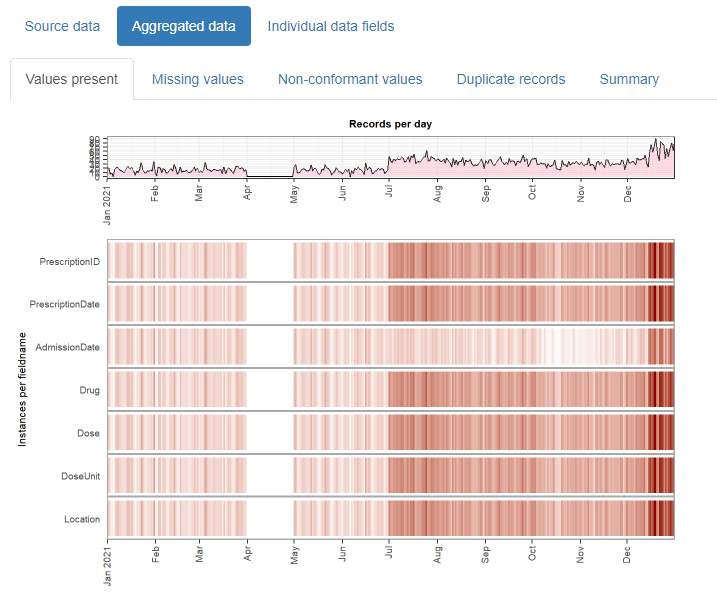 Source data Aggregated data Individual data fields
Values present Missing values Non-conformant values Duplicate records Summary
Records per day
90
0
Jan 2021 Feb Mar Apr May Jun Jul Aug Sep Oct Nov Dec
Instances per fieldname
PrescriptionID
PrescriptionDate
AdmissionDate
Drug
Dose
DoseUnit
Location
Jan 2021 Feb Mar Apr May Jun Jul Aug Sep Oct Nov Dec